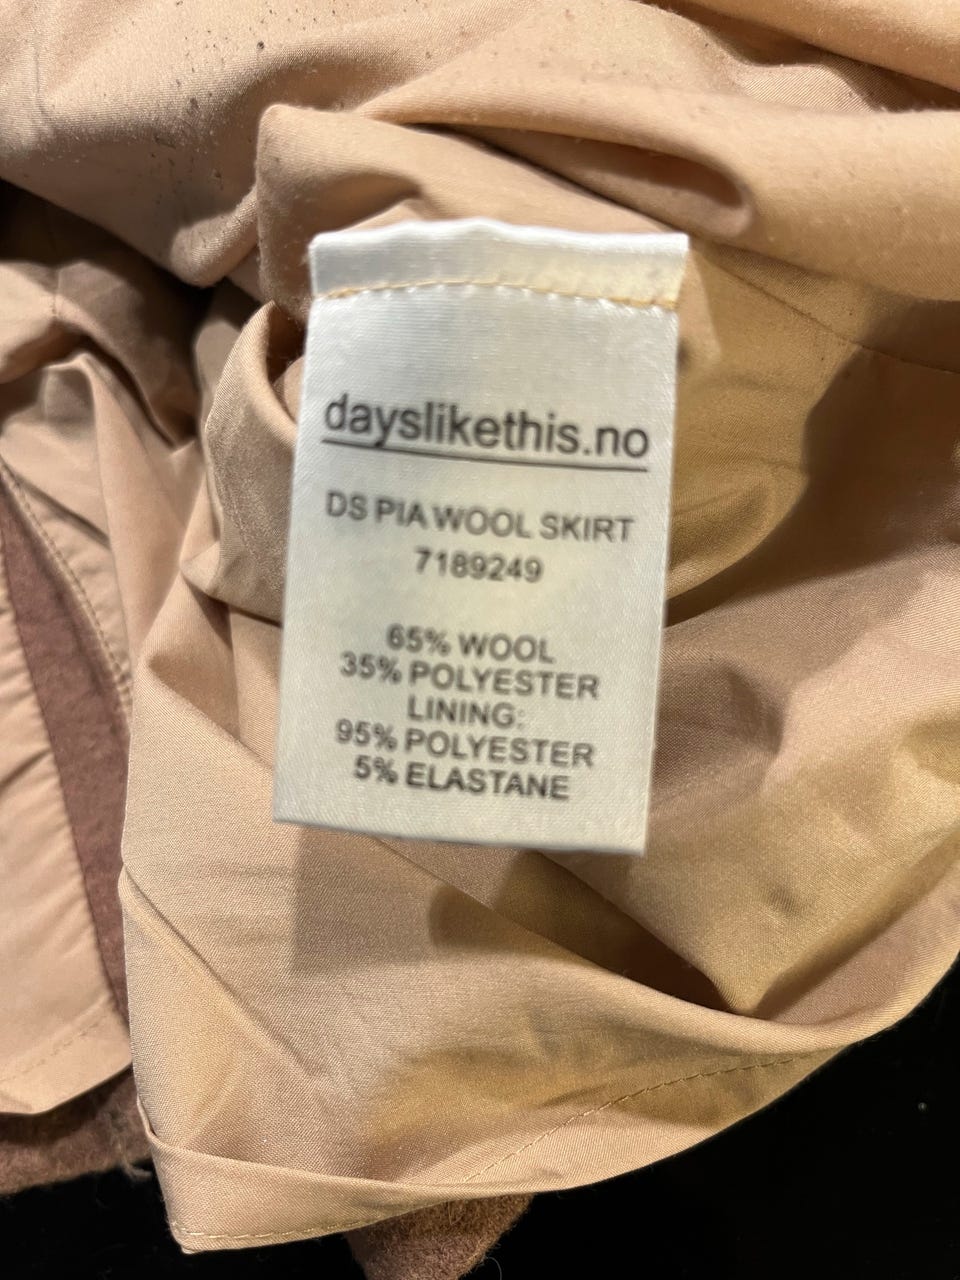 dayslikethis.no
DS PIA WOOL SKIRT
7189249
65% WOOL
35% POLYESTER
LINING:
95% POLYESTER
5% ELASTANE